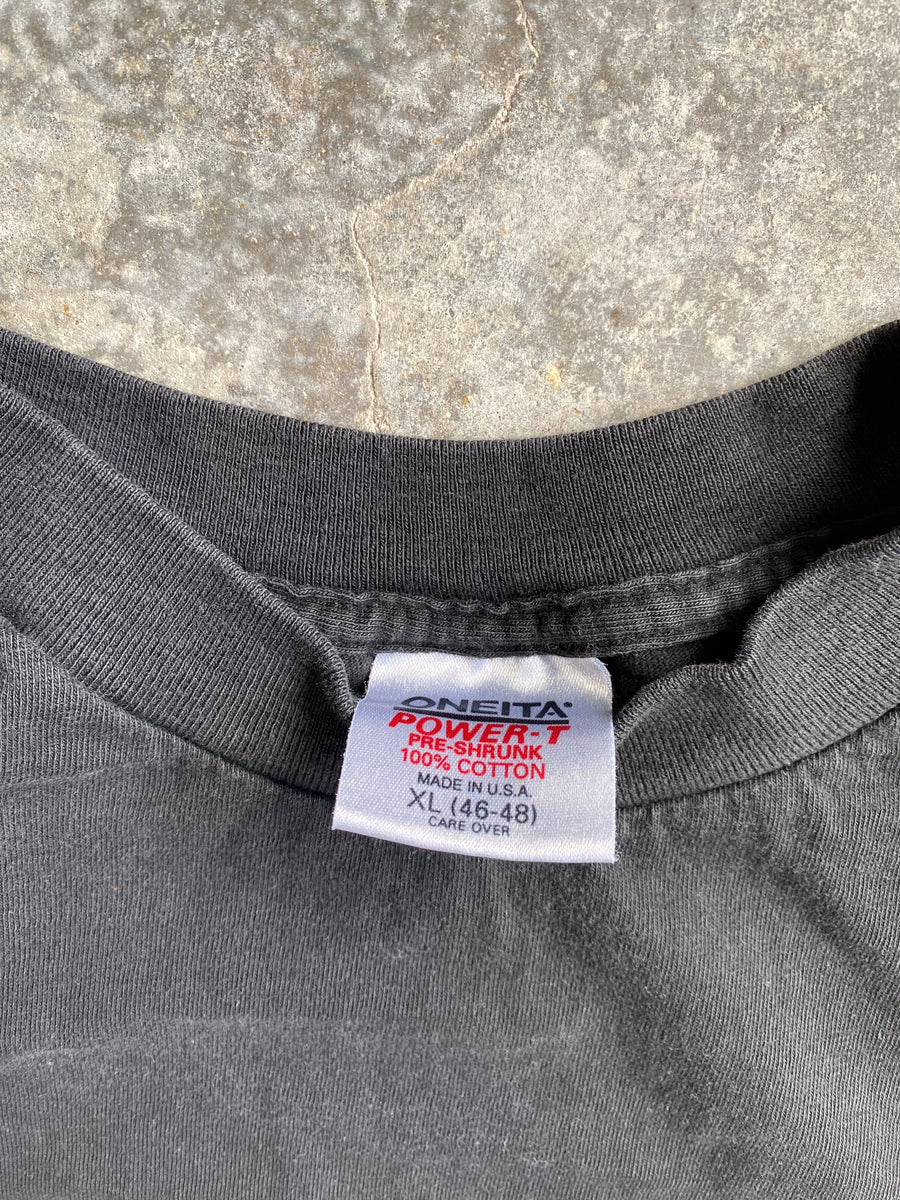 ONEITA®
POWER-T
PRE-SHRUNK
100% COTTON
MADE IN U.S.A.
XL (46-48)
CARE OVER